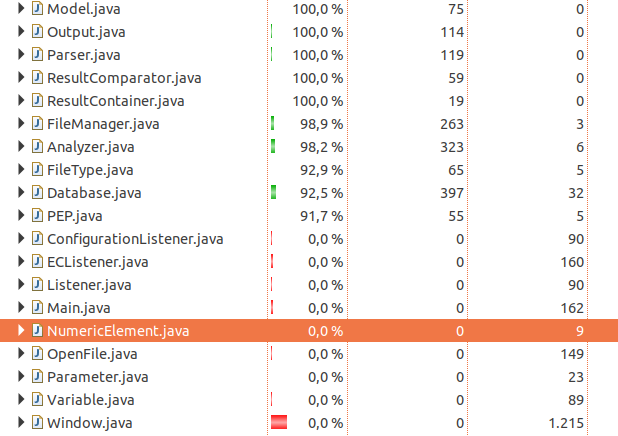 Model.java 100,0 % 75 0
Output.java 100,0 % 114 0
Parser.java 100,0 % 119 0
ResultComparator.java 100,0 % 59 0
ResultContainer.java 100,0 % 19 0
FileManager.java 98,9 % 263 3
Analyzer.java 98,2 % 323 6
FileType.java 92,9 % 65 5
Database.java 92,5 % 397 32
PEP.java 91,7 % 55 5
ConfigurationListener.java 0,0 % 0 90
ECListener.java 0,0 % 0 160
Listener.java 0,0 % 0 90
Main.java 0,0 % 0 162
NumericElement.java 0,0 % 0 9
OpenFile.java 0,0 % 0 149
Parameter.java 0,0 % 0 23
Variable.java 0,0 % 0 89
Window.java 0,0 % 0 1.215